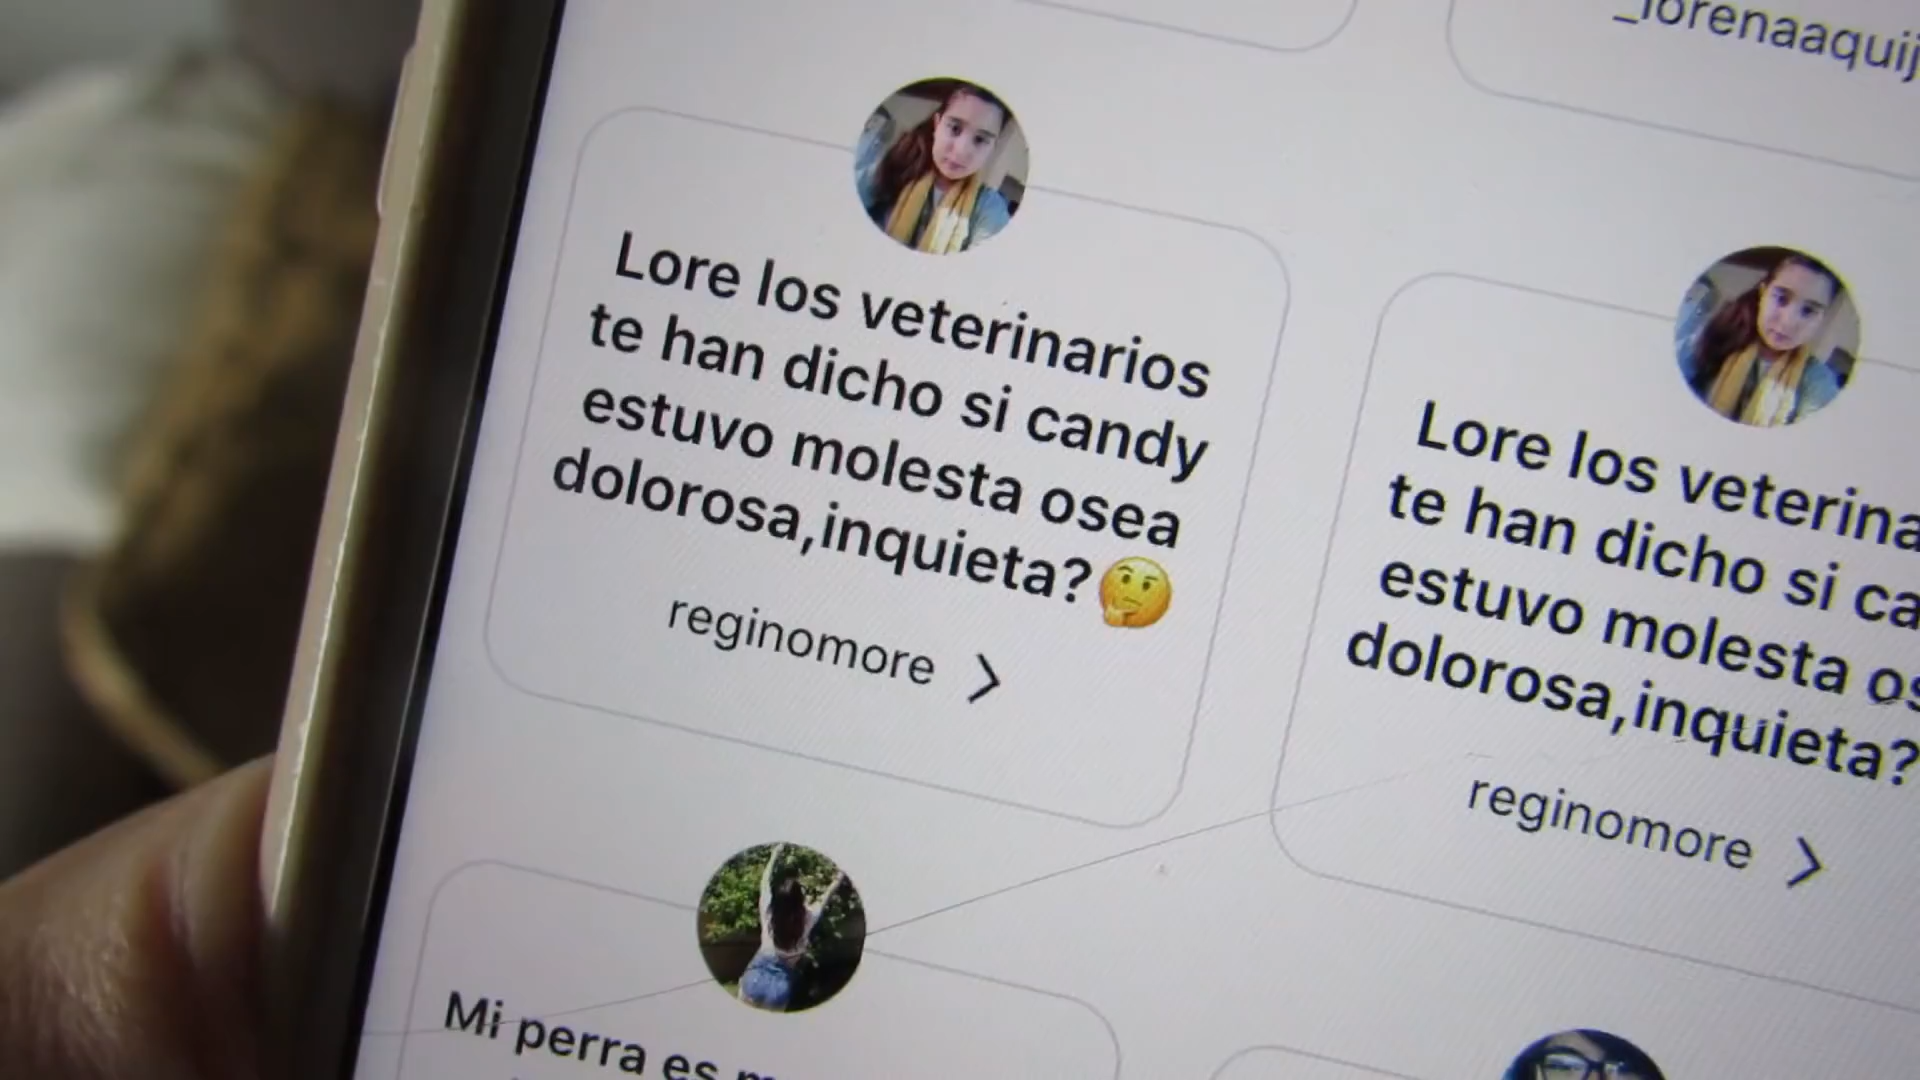 _lorenaaquij
Lore los veterinarios
te han dicho si candy
estuvo molesta osea
dolorosa,inquieta?🤔
reginomore
Lore los veterina
te han dicho si ca
estuvo molesta os
dolorosa,inquieta?
reginomore
Mi perra es